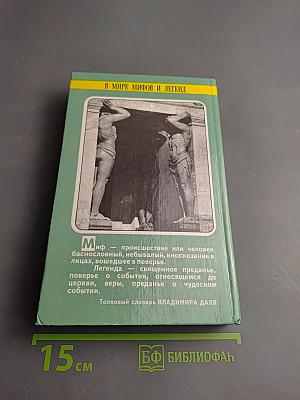 В МИРЕ МИФОВ И ЛЕГЕНД
Миф — происшествие или человек
баснословный, небывалый, иносказание в
лицах, вошедшее в поверье.
Легенда — священное преданье,
поверье о событии, относящемся до
церкви, веры, преданье о чудесном
событии.
Толковый словарь ВЛАДИМИРА ДАЛЯ
15 см
БФ БИБЛИОФАН